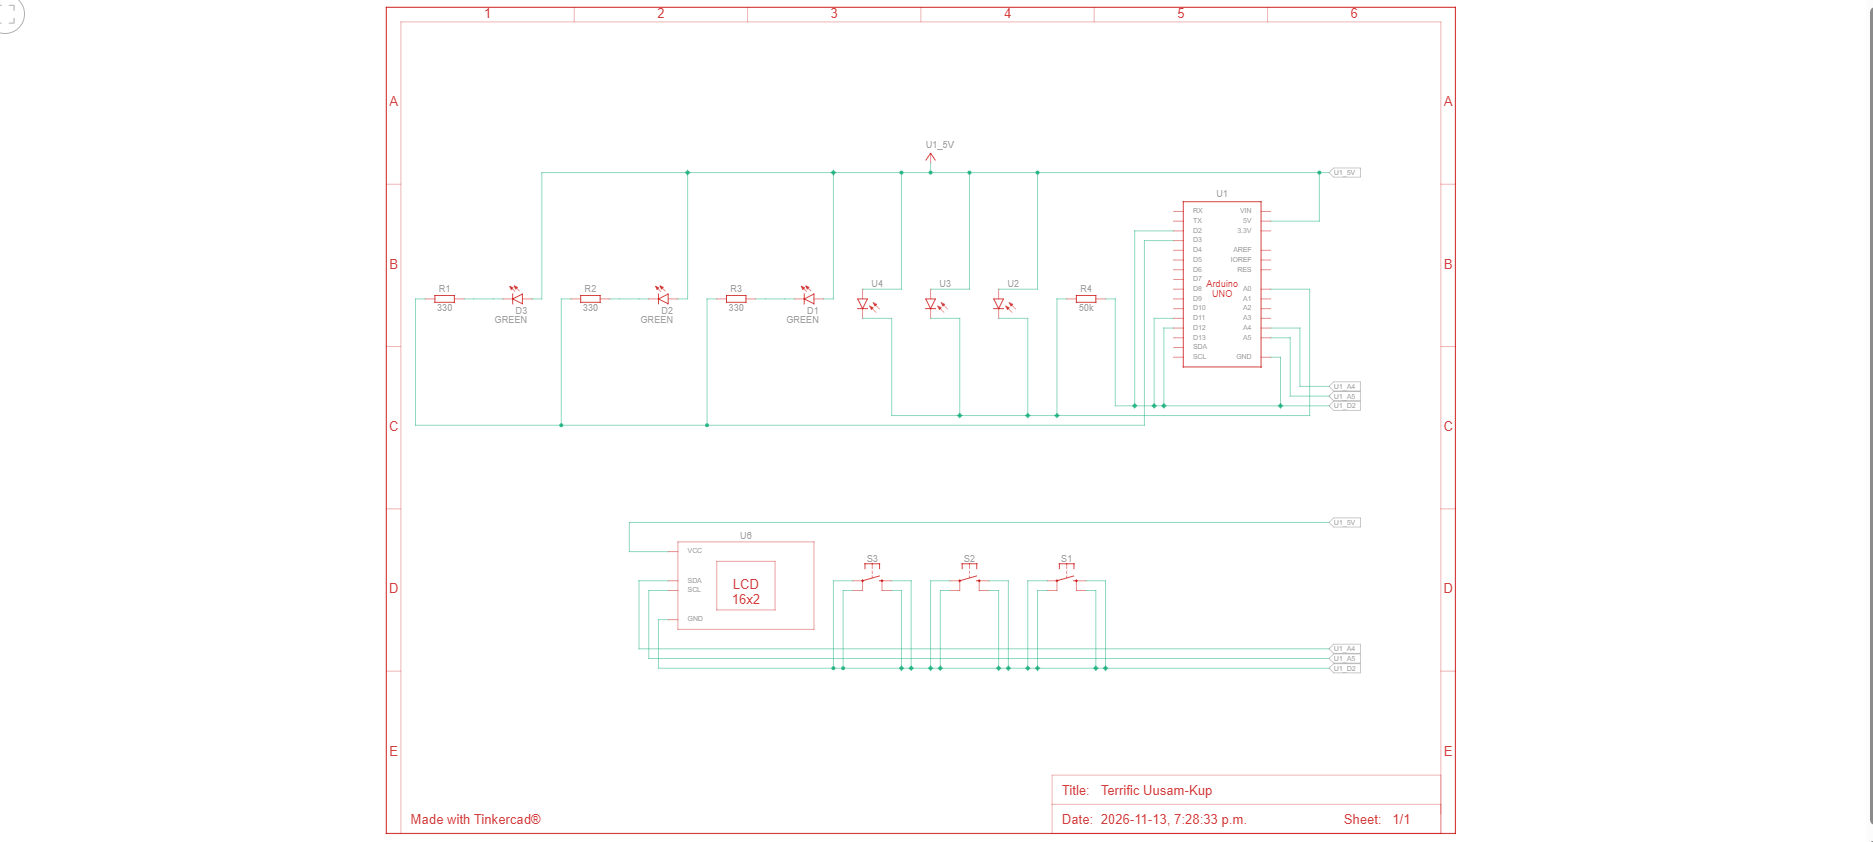 1 2 3 4 5 6
A A
U1_5V
U1_5V
U1
RX VIN
TX 5V
D2 3.3V
D3
D4 AREF
D5 IOREF
D6 RES
D7
D8 A0
D9 A1
D10 A2
D11 A3
D12 A4
D13 A5
SDA
SCL GND
Arduino
UNO
B B
R1 R2 R3 U4 U3 U2 R4
330 D3 330 D2 330 D1 50k
GREEN GREEN GREEN
U1_A4
U1_A5
U1_D2
C C
U1_5V
U6
VCC
SDA
SCL
GND
LCD
16x2
S3 S2 S1
D D
U1_A4
U1_A5
U1_D2
E E
Title: Terrific Uusam-Kup
Made with Tinkercad®
Date: 2026-11-13, 7:28:33 p.m. Sheet: 1/1